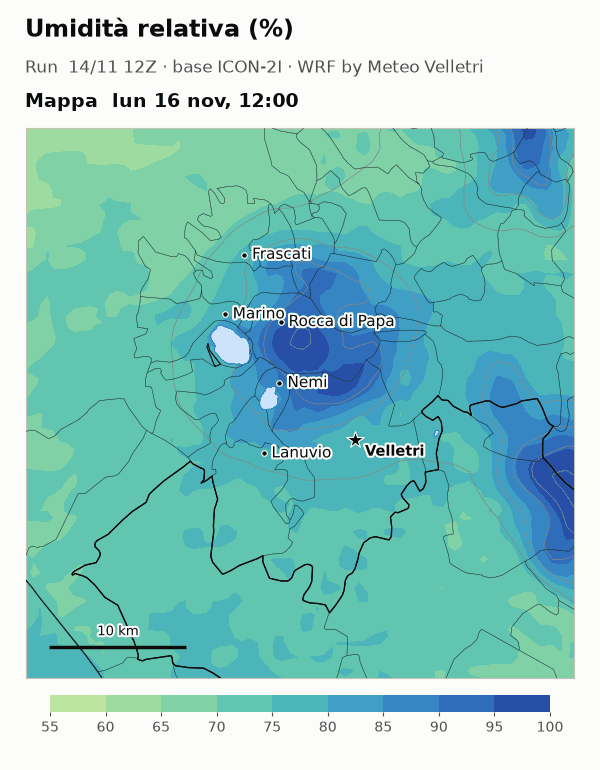 Umidità relativa (%)
Run  14/11 12Z · base ICON-2I · WRF by Meteo Velletri
Mappa  lun 16 nov, 12:00
Frascati
Marino
Rocca di Papa
Nemi
Velletri
Lanuvio
10 km
55 60 65 70 75 80 85 90 95 100